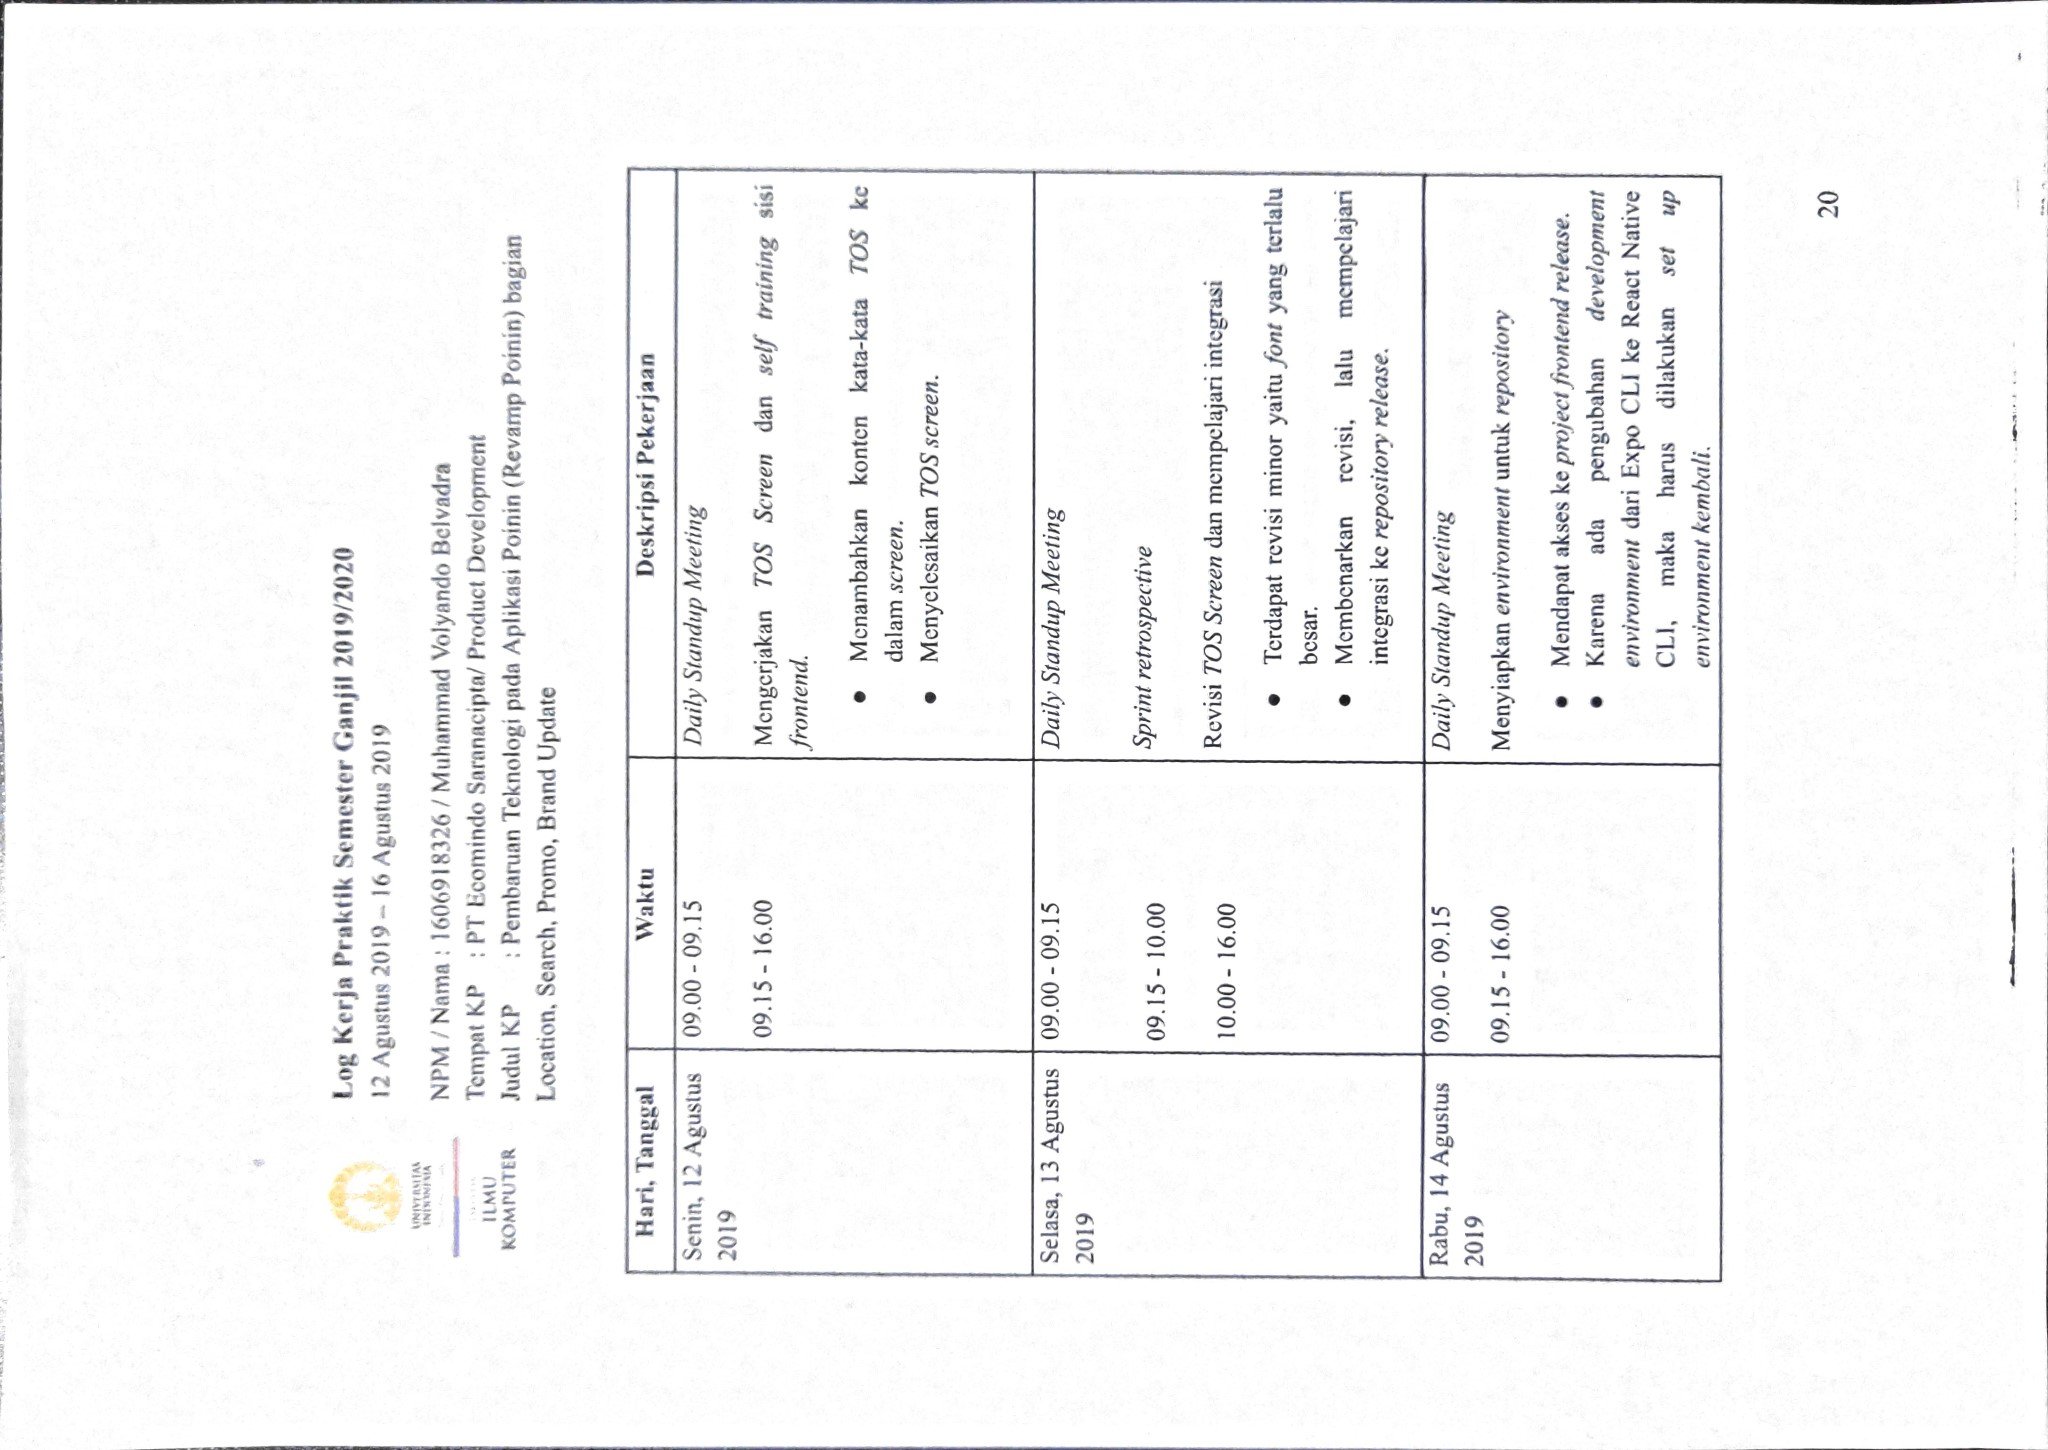 UNIVERSITAS
INDONESIA
ILMU
KOMPUTER
Log Kerja Praktik Semester Ganjil 2019/2020
12 Agustus 2019 – 16 Agustus 2019
NPM / Nama : 1606918326 / Muhammad Volyando Belvadra
Tempat KP : PT Ecomindo Saranacipta/ Product Development
Judul KP : Pembaruan Teknologi pada Aplikasi Poinin (Revamp Poinin) bagian
Location, Search, Promo, Brand Update
Hari, Tanggal Waktu Deskripsi Pekerjaan
Senin, 12 Agustus
2019
09.00 - 09.15 Daily Standup Meeting
09.15 - 16.00 Mengerjakan TOS Screen dan self training sisi
frontend.
● Menambahkan konten kata-kata TOS ke
dalam screen.
● Menyelesaikan TOS screen.
Selasa, 13 Agustus
2019
09.00 - 09.15 Daily Standup Meeting
09.15 - 10.00 Sprint retrospective
10.00 - 16.00 Revisi TOS Screen dan mempelajari integrasi
● Terdapat revisi minor yaitu font yang terlalu
besar.
● Membenarkan revisi, lalu mempelajari
integrasi ke repository release.
Rabu, 14 Agustus
2019
09.00 - 09.15 Daily Standup Meeting
09.15 - 16.00 Menyiapkan environment untuk repository
● Mendapat akses ke project frontend release.
● Karena ada pengubahan development
environment dari Expo CLI ke React Native
CLI, maka harus dilakukan set up
environment kembali.
20